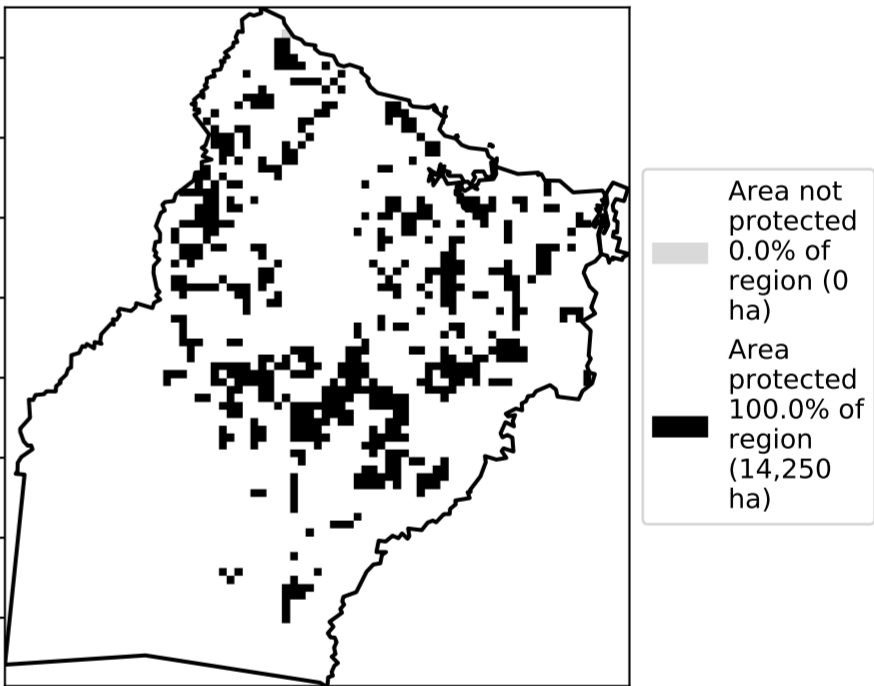 Area not
protected
0.0% of
region (0
ha)
Area
protected
100.0% of
region
(14,250
ha)